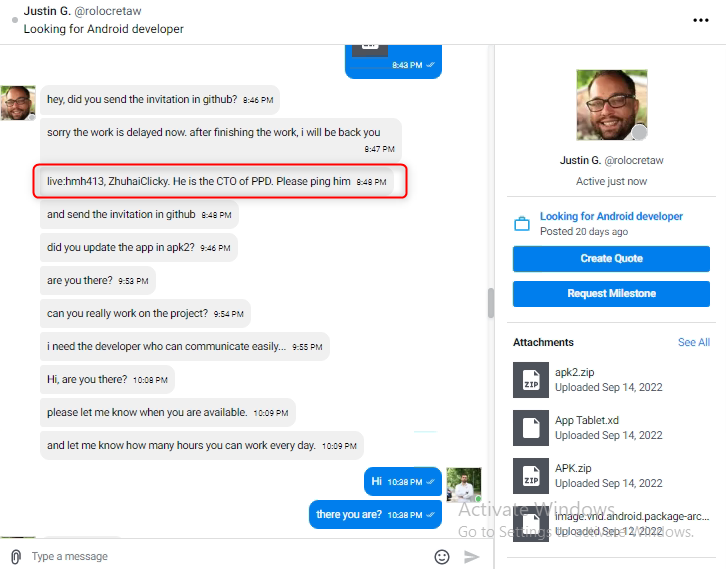 Justin G. @rolocretaw
Looking for Android developer
ZIP
8:43 PM
hey, did you send the invitation in github? 8:46 PM
sorry the work is delayed now. after finishing the work, i will be back you
8:47 PM
live:hmh413, ZhuhaiClicky. He is the CTO of PPD. Please ping him 8:48 PM
and send the invitation in github 8:48 PM
did you update the app in apk2? 9:46 PM
are you there? 9:53 PM
can you really work on the project? 9:54 PM
i need the developer who can communicate easily... 9:55 PM
Hi, are you there? 10:08 PM
please let me know when you are available. 10:09 PM
and let me know how many hours you can work every day. 10:09 PM
Hi 10:38 PM
there you are? 10:38 PM
Type a message
Justin G. @rolocretaw
Active just now
Looking for Android developer
Posted 20 days ago
Create Quote
Request Milestone
Attachments See All
ZIP
apk2.zip
Uploaded Sep 14, 2022
App Tablet.xd
Uploaded Sep 14, 2022
ZIP
APK.zip
Uploaded Sep 14, 2022
image.vnd.android.package-arc...
Uploaded Sep 12, 2022
Activate Windows
Go to Settings to activate Windows.